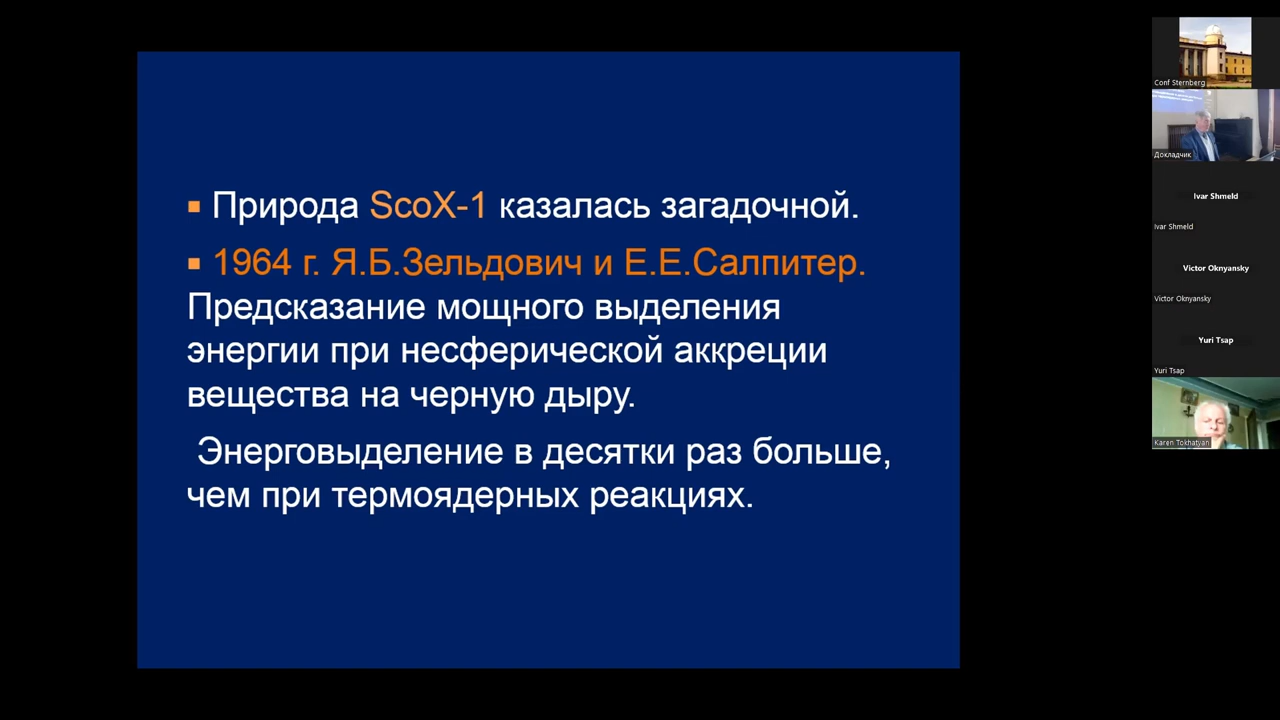 Природа ScoX-1 казалась загадочной.
1964 г. Я.Б.Зельдович и Е.Е.Салпитер.
Предсказание мощного выделения
энергии при несферической аккреции
вещества на черную дыру.
Энерговыделение в десятки раз больше,
чем при термоядерных реакциях.
Conf Sternberg
Докладчик
Ivar Shmeld
Ivar Shmeld
Victor Oknyansky
Victor Oknyansky
Yuri Tsap
Yuri Tsap
Karen Tokhatyan